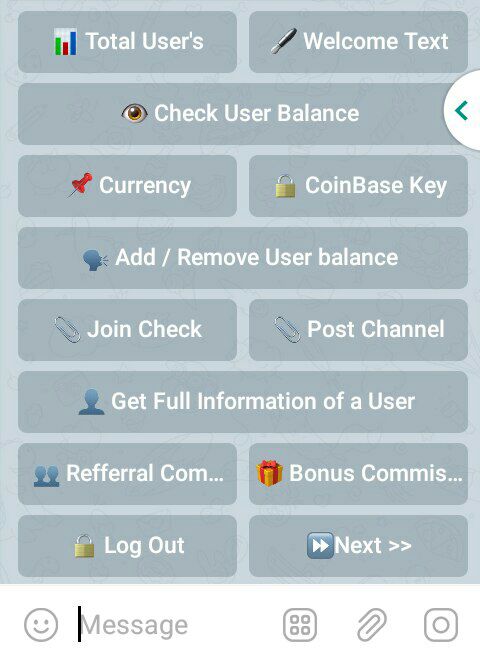 📊 Total User's
🖋 Welcome Text
👁 Check User Balance
📌 Currency
🔒 CoinBase Key
🗣 Add / Remove User balance
📎 Join Check
📎 Post Channel
👤 Get Full Information of a User
👥 Refferral Com...
🎁 Bonus Commis...
🔒 Log Out
⏩Next >>
Message